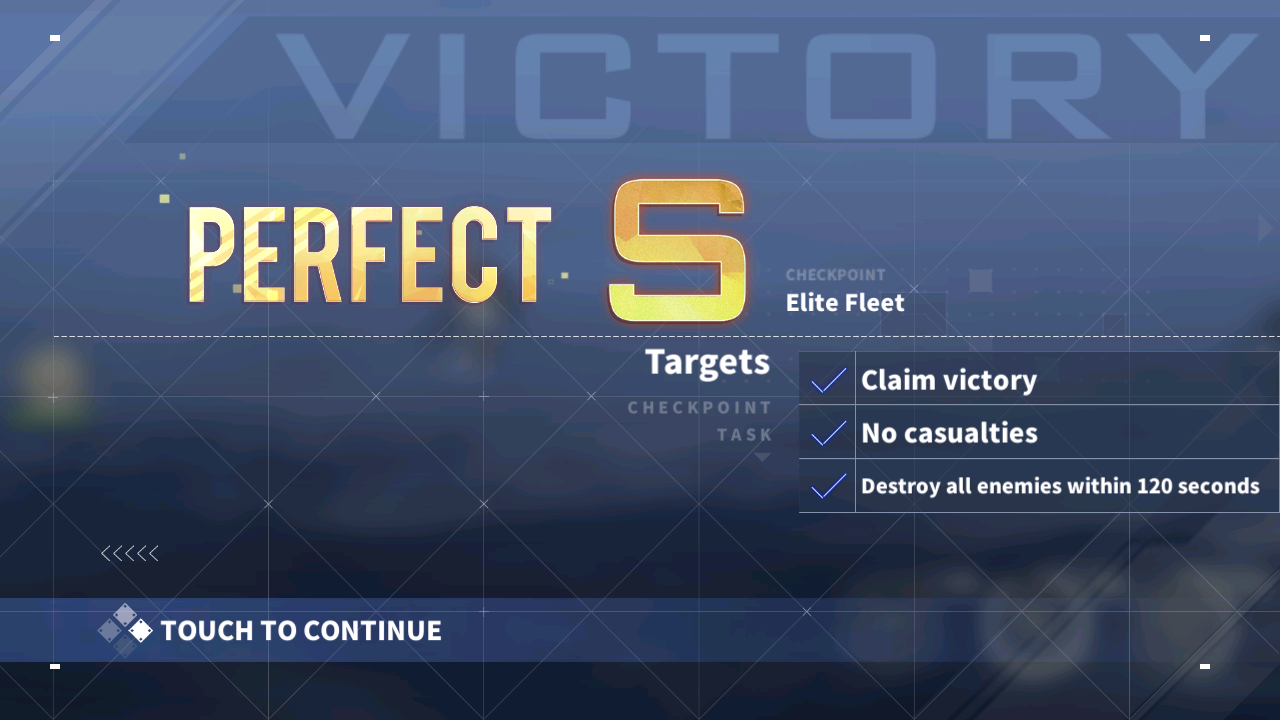 VICTORY
PERFECT S
CHECKPOINT
Elite Fleet
Targets
CHECKPOINT
TASK
Claim victory
No casualties
Destroy all enemies within 120 seconds
TOUCH TO CONTINUE